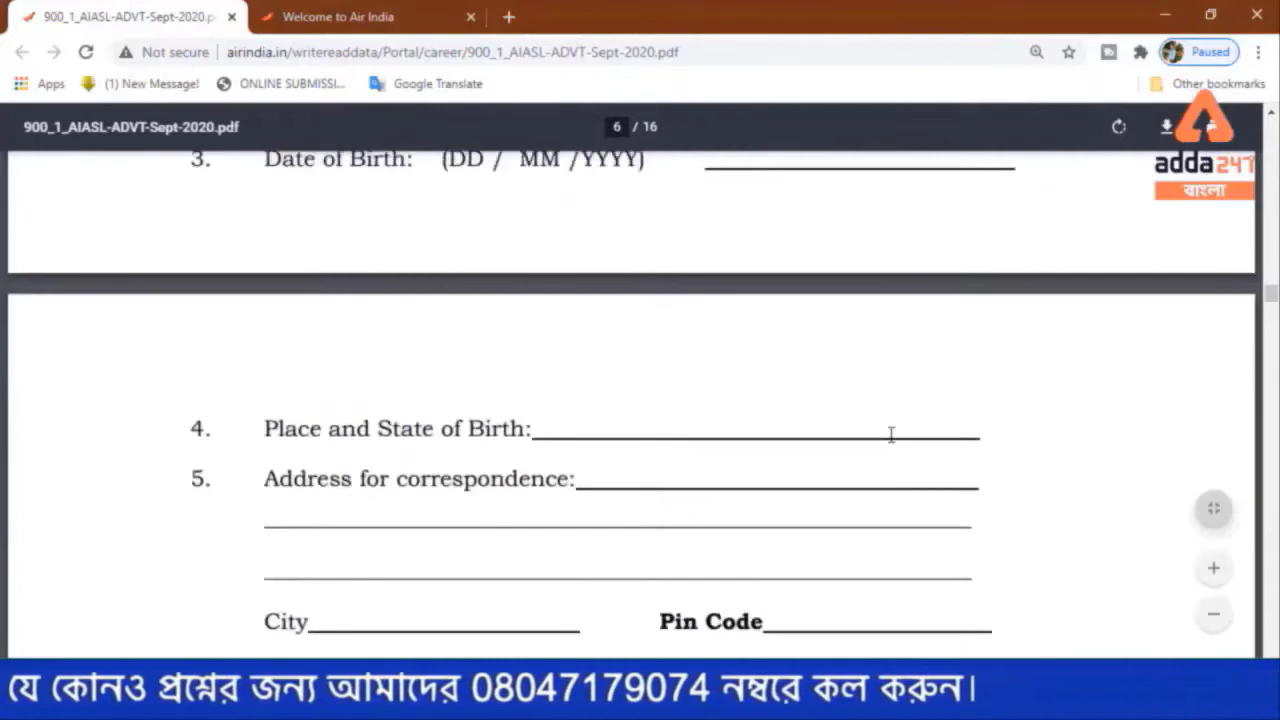 900_1_AIASL-ADVT-Sept-2020.p
Welcome to Air India
Not secure airindia.in/writereaddata/Portal/career/900_1_AIASL-ADVT-Sept-2020.pdf
Paused
Apps (1) New Message! ONLINE SUBMISSI... Google Translate Other bookmarks
900_1_AIASL-ADVT-Sept-2020.pdf 6 / 16
adda247
বাংলা
3. Date of Birth: (DD / MM /YYYY)
4. Place and State of Birth:
5. Address for correspondence:
City Pin Code
যে কোনও প্রশ্নের জন্য আমাদের 08047179074 নম্বরে কল করুন।